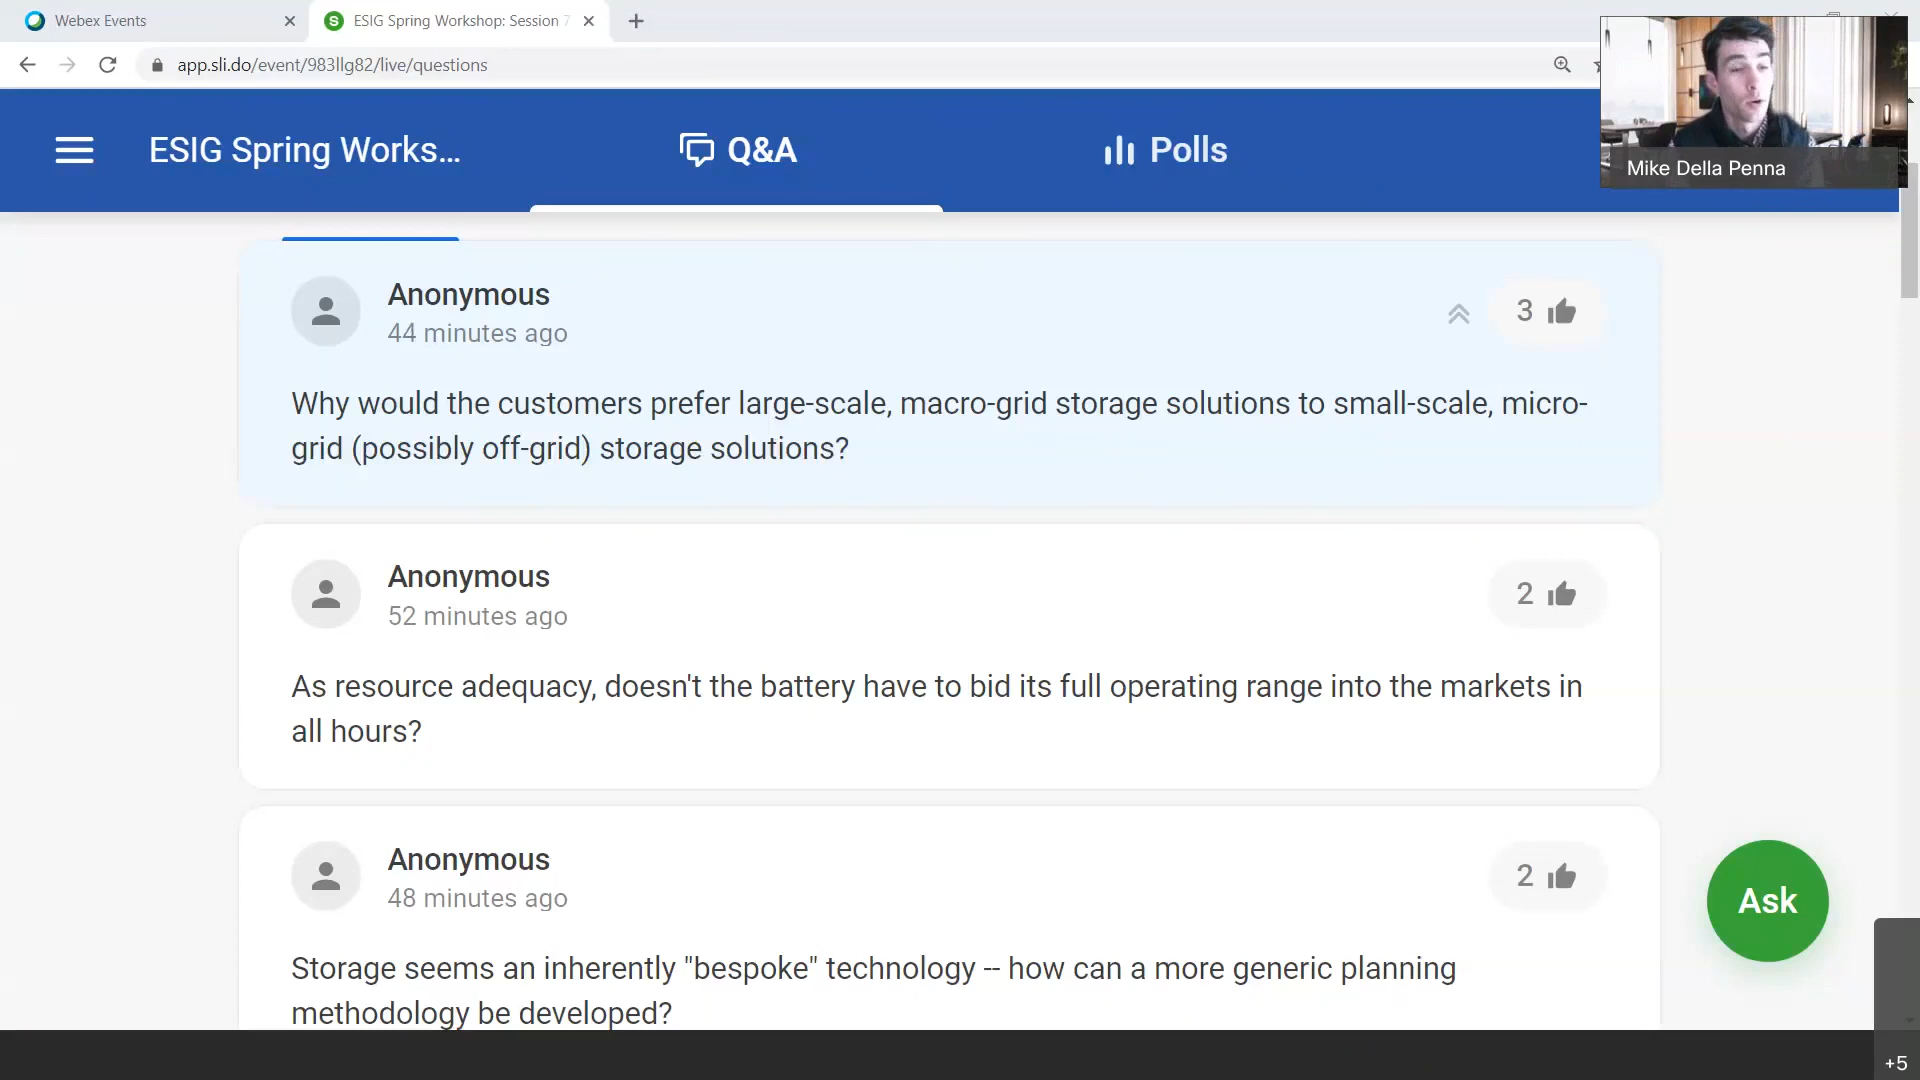 Webex Events
S ESIG Spring Workshop: Session 7
app.sli.do/event/983llg82/live/questions
ESIG Spring Works...
Q&A
Polls
Mike Della Penna
Anonymous
44 minutes ago
3
Why would the customers prefer large-scale, macro-grid storage solutions to small-scale, micro-
grid (possibly off-grid) storage solutions?
Anonymous
52 minutes ago
2
As resource adequacy, doesn't the battery have to bid its full operating range into the markets in
all hours?
Anonymous
48 minutes ago
2
Storage seems an inherently "bespoke" technology -- how can a more generic planning
methodology be developed?
Ask
+5